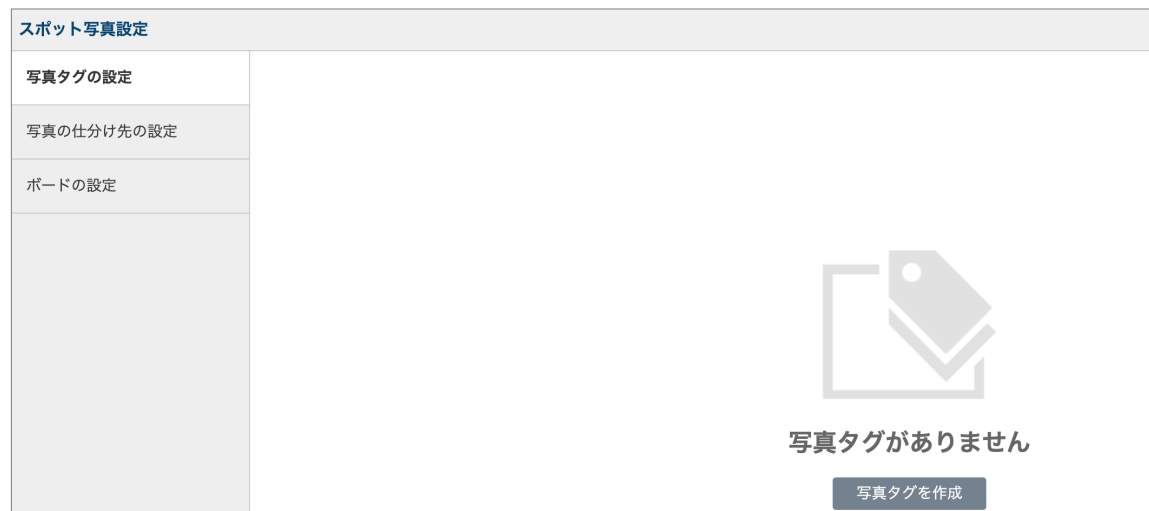 スポット写真設定
写真タグの設定
写真の仕分け先の設定
ボードの設定
写真タグがありません
写真タグを作成